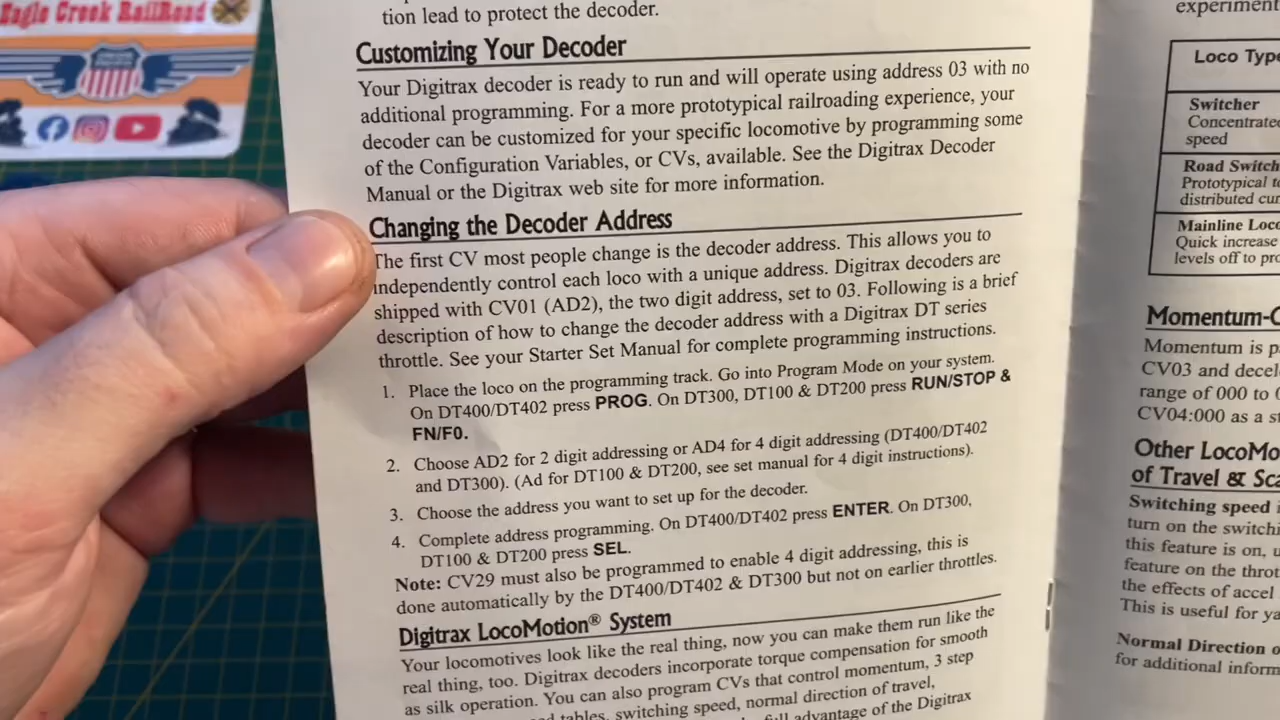 Eagle Creek RailRoad
tion lead to protect the decoder.
Customizing Your Decoder
Your Digitrax decoder is ready to run and will operate using address 03 with no
additional programming. For a more prototypical railroading experience, your
decoder can be customized for your specific locomotive by programming some
of the Configuration Variables, or CVs, available. See the Digitrax Decoder
Manual or the Digitrax web site for more information.
Changing the Decoder Address
The first CV most people change is the decoder address. This allows you to
independently control each loco with a unique address. Digitrax decoders are
shipped with CV01 (AD2), the two digit address, set to 03. Following is a brief
description of how to change the decoder address with a Digitrax DT series
throttle. See your Starter Set Manual for complete programming instructions.
1. Place the loco on the programming track. Go into Program Mode on your system.
On DT400/DT402 press PROG. On DT300, DT100 & DT200 press RUN/STOP &
FN/F0.
2. Choose AD2 for 2 digit addressing or AD4 for 4 digit addressing (DT400/DT402
and DT300). (Ad for DT100 & DT200, see set manual for 4 digit instructions).
3. Choose the address you want to set up for the decoder.
4. Complete address programming. On DT400/DT402 press ENTER. On DT300,
DT100 & DT200 press SEL.
Note: CV29 must also be programmed to enable 4 digit addressing, this is
done automatically by the DT400/DT402 & DT300 but not on earlier throttles.
Digitrax LocoMotion® System
Your locomotives look like the real thing, now you can make them run like the
real thing, too. Digitrax decoders incorporate torque compensation for smooth
as silk operation. You can also program CVs that control momentum, 3 step
tables, switching speed, normal direction of travel,
advantage of the Digitrax
experiment
Loco Type
Switcher
Concentrated
speed
Road Switch
Prototypical to
distributed cur
Mainline Loco
Quick increase
levels off to pro
Momentum-C
Momentum is p
CV03 and decel
range of 000 to
CV04:000 as a st
Other LocoMo
of Travel & Sca
Switching speed i
turn on the switchi
this feature is on, u
feature on the throt
the effects of accel
This is useful for ya
Normal Direction o
for additional inform